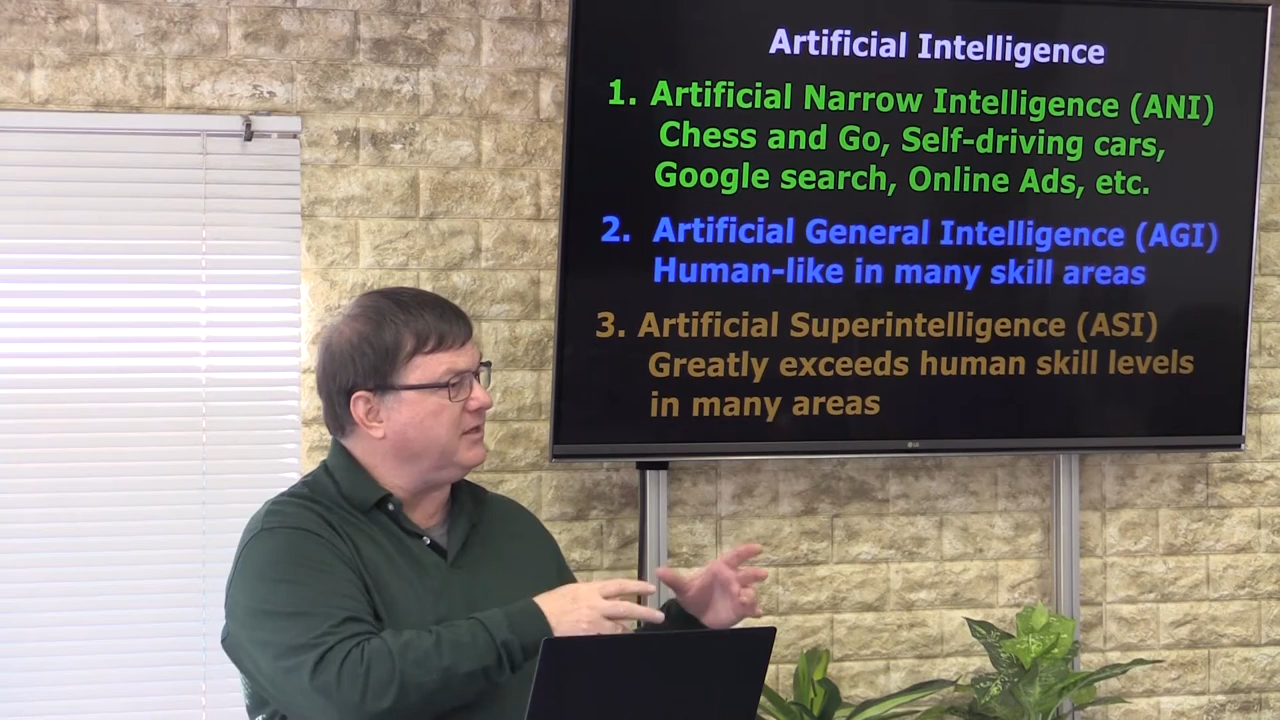 Artificial Intelligence
1. Artificial Narrow Intelligence (ANI)
Chess and Go, Self-driving cars,
Google search, Online Ads, etc.
2. Artificial General Intelligence (AGI)
Human-like in many skill areas
3. Artificial Superintelligence (ASI)
Greatly exceeds human skill levels
in many areas
LG